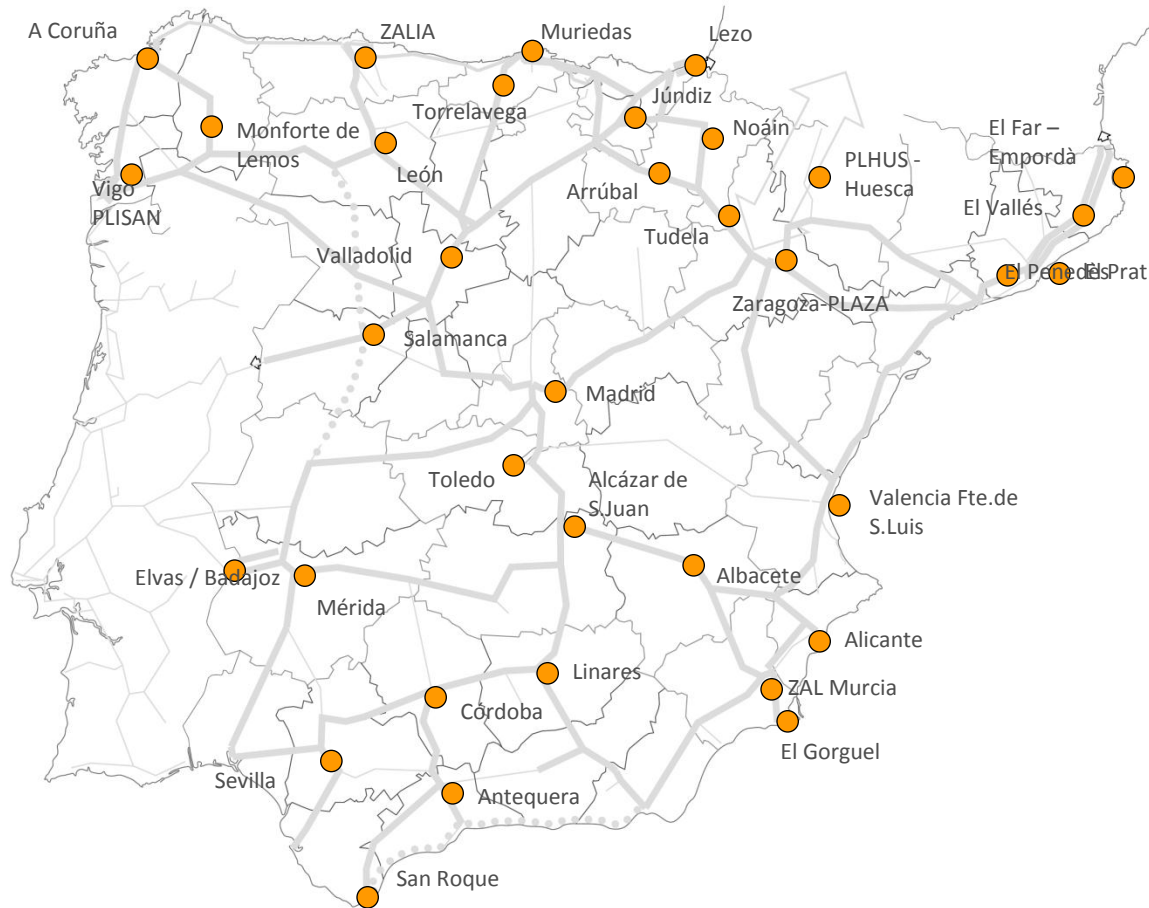 A Coruña
ZALIA
Muriedas
Lezo
Torrelavega
Júndiz
Monforte de
Lemos
Noáin
El Far –
Empordà
PLHUS -
Huesca
León
Arrúbal
Vigo
PLISAN
El Vallés
Tudela
Valladolid
El Penedès
El Prat
Zaragoza-PLAZA
Salamanca
Madrid
Toledo
Alcázar de
S.Juan
Valencia Fte.de
S.Luis
Elvas / Badajoz
Albacete
Mérida
Alicante
Linares
ZAL Murcia
Córdoba
El Gorguel
Sevilla
Antequera
San Roque